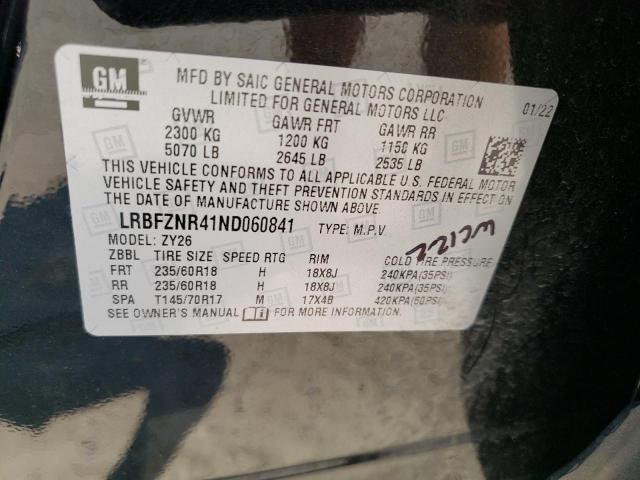 GM
MFD BY SAIC GENERAL MOTORS CORPORATION
LIMITED FOR GENERAL MOTORS LLC
01/22
GVWR GAWR FRT GAWR RR
2300 KG 1200 KG 1150 KG
5070 LB 2645 LB 2535 LB
THIS VEHICLE CONFORMS TO ALL APPLICABLE U.S. FEDERAL MOTOR
VEHICLE SAFETY AND THEFT PREVENTION STANDARDS IN EFFECT ON
THE DATE OF MANUFACTURE SHOWN ABOVE.
LRBFZNR41ND060841 TYPE: M.P.V
MODEL: ZY26
ZBBL TIRE SIZE SPEED RTG RIM COLD TIRE PRESSURE
FRT 235/60R18 H 18X8J 240KPA(35PSI)
RR 235/60R18 H 18X8J 240KPA(35PSI)
SPA T145/70R17 M 17X4B 420KPA(60PSI)
SEE OWNER'S MANUAL FOR MORE INFORMATION.